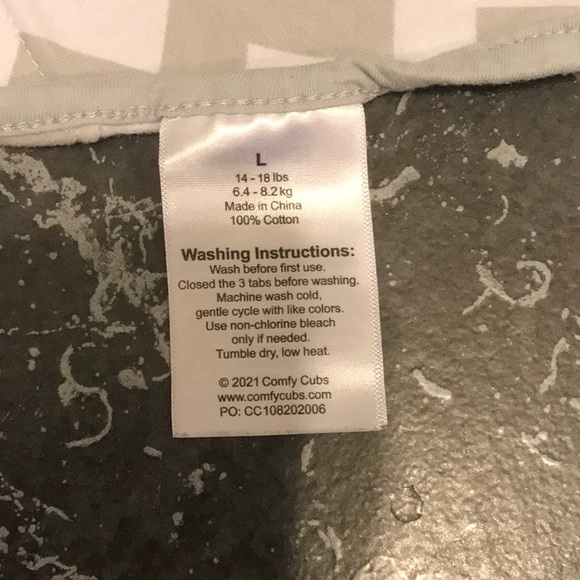 L
14 - 18 lbs
6.4 - 8.2 kg
Made in China
100% Cotton
Washing Instructions:
Wash before first use.
Closed the 3 tabs before washing.
Machine wash cold,
gentle cycle with like colors.
Use non-chlorine bleach
only if needed.
Tumble dry, low heat.
© 2021 Comfy Cubs
www.comfycubs.com
PO: CC108202006